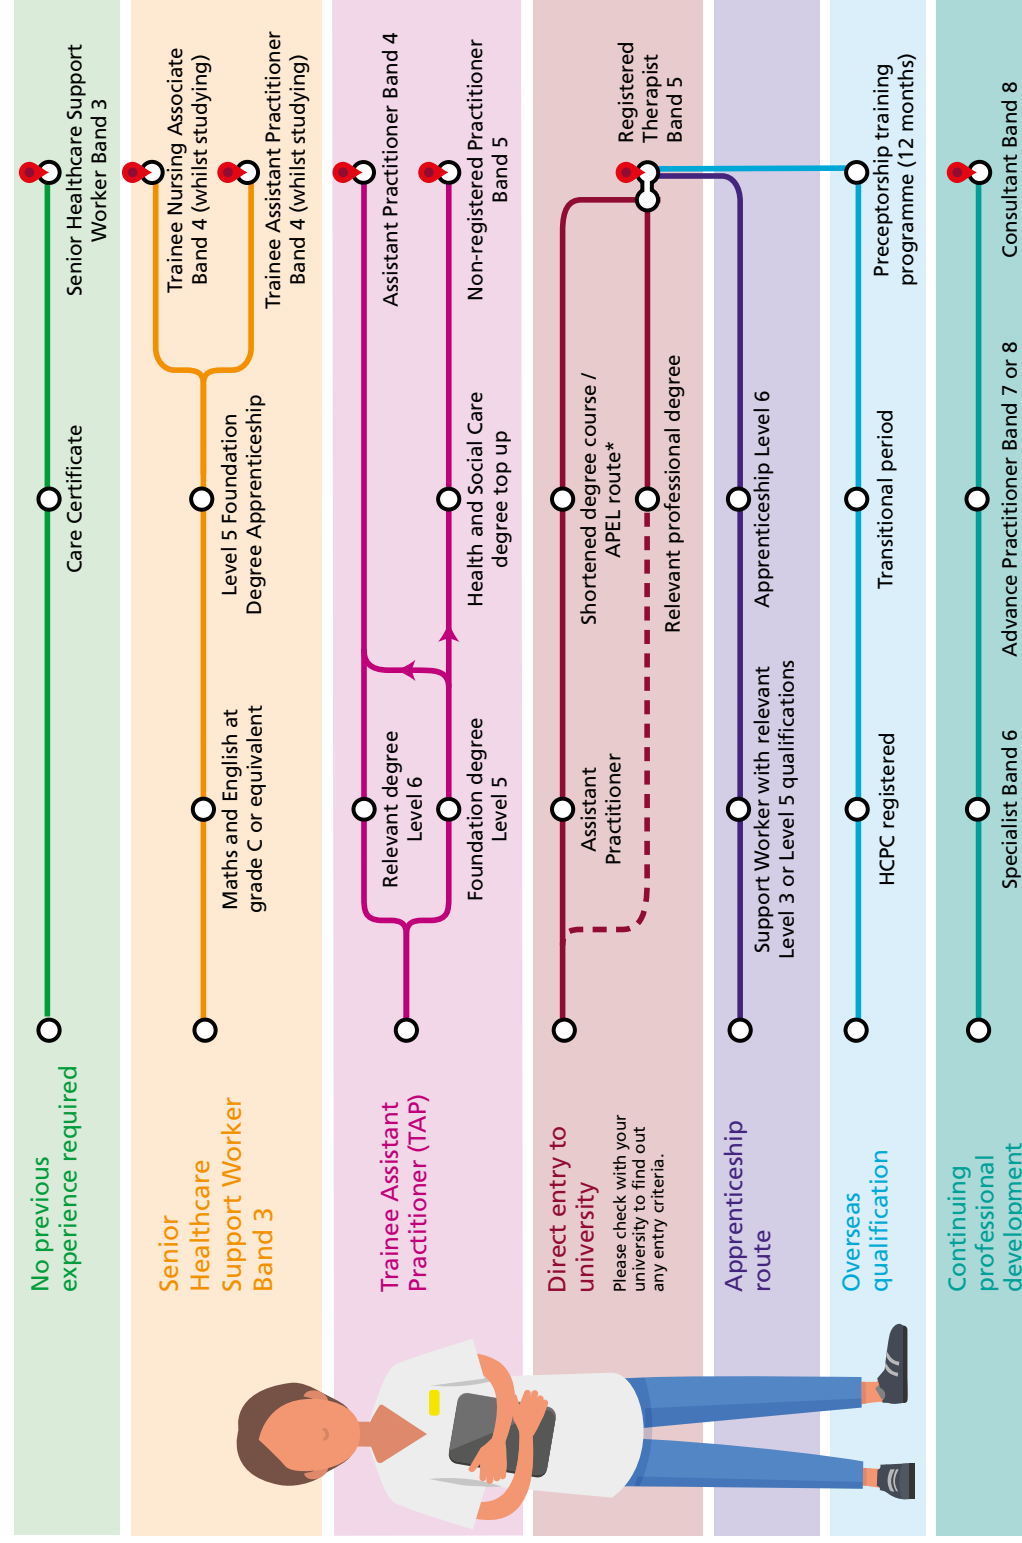 No previous
experience required
Care Certificate
Senior Healthcare Support
Worker Band 3
Senior
Healthcare
Support Worker
Band 3
Maths and English at
grade C or equivalent
Level 5 Foundation
Degree Apprenticeship
Trainee Nursing Associate
Band 4 (whilst studying)
Trainee Assistant Practitioner
Band 4 (whilst studying)
Trainee Assistant
Practitioner (TAP)
Relevant degree
Level 6
Assistant Practitioner Band 4
Foundation degree
Level 5
Health and Social Care
degree top up
Non-registered Practitioner
Band 5
Direct entry to
university
Please check with your
university to find out
any entry criteria.
Assistant
Practitioner
Shortened degree course /
APEL route*
Relevant professional degree
Registered
Therapist
Band 5
Apprenticeship
route
Support Worker with relevant
Level 3 or Level 5 qualifications
Apprenticeship Level 6
Overseas
qualification
HCPC registered
Transitional period
Preceptorship training
programme (12 months)
Continuing
professional
development
Specialist Band 6
Advance Practitioner Band 7 or 8
Consultant Band 8